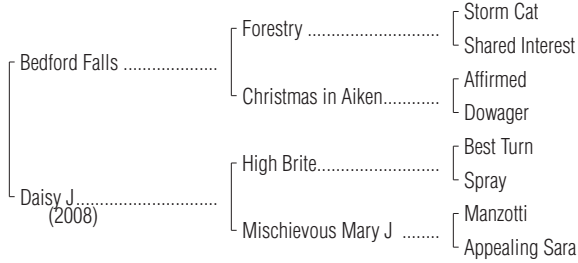 Storm Cat
Forestry ................................
Shared Interest
Bedford Falls ......................
Affirmed
Christmas in Aiken.............
Dowager
Best Turn
High Brite..............................
Spray
Daisy J.................................
(2008)
Manzotti
Mischievous Mary J ........
Appealing Sara